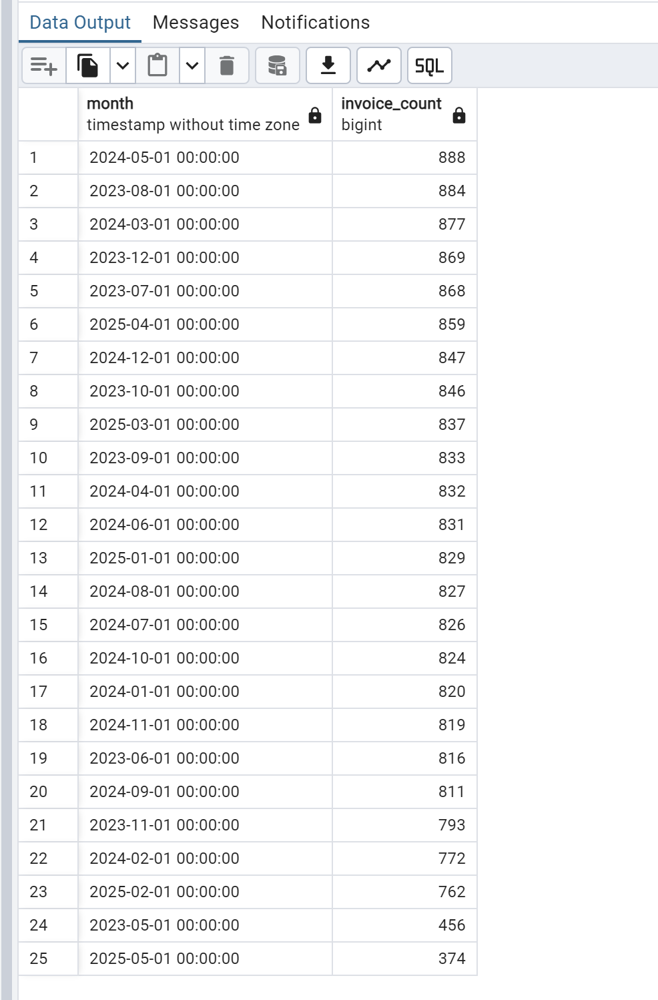 Data Output Messages Notifications
SQL
month invoice_count
timestamp without time zone bigint
1 2024-05-01 00:00:00 888
2 2023-08-01 00:00:00 884
3 2024-03-01 00:00:00 877
4 2023-12-01 00:00:00 869
5 2023-07-01 00:00:00 868
6 2025-04-01 00:00:00 859
7 2024-12-01 00:00:00 847
8 2023-10-01 00:00:00 846
9 2025-03-01 00:00:00 837
10 2023-09-01 00:00:00 833
11 2024-04-01 00:00:00 832
12 2024-06-01 00:00:00 831
13 2025-01-01 00:00:00 829
14 2024-08-01 00:00:00 827
15 2024-07-01 00:00:00 826
16 2024-10-01 00:00:00 824
17 2024-01-01 00:00:00 820
18 2024-11-01 00:00:00 819
19 2023-06-01 00:00:00 816
20 2024-09-01 00:00:00 811
21 2023-11-01 00:00:00 793
22 2024-02-01 00:00:00 772
23 2025-02-01 00:00:00 762
24 2023-05-01 00:00:00 456
25 2025-05-01 00:00:00 374